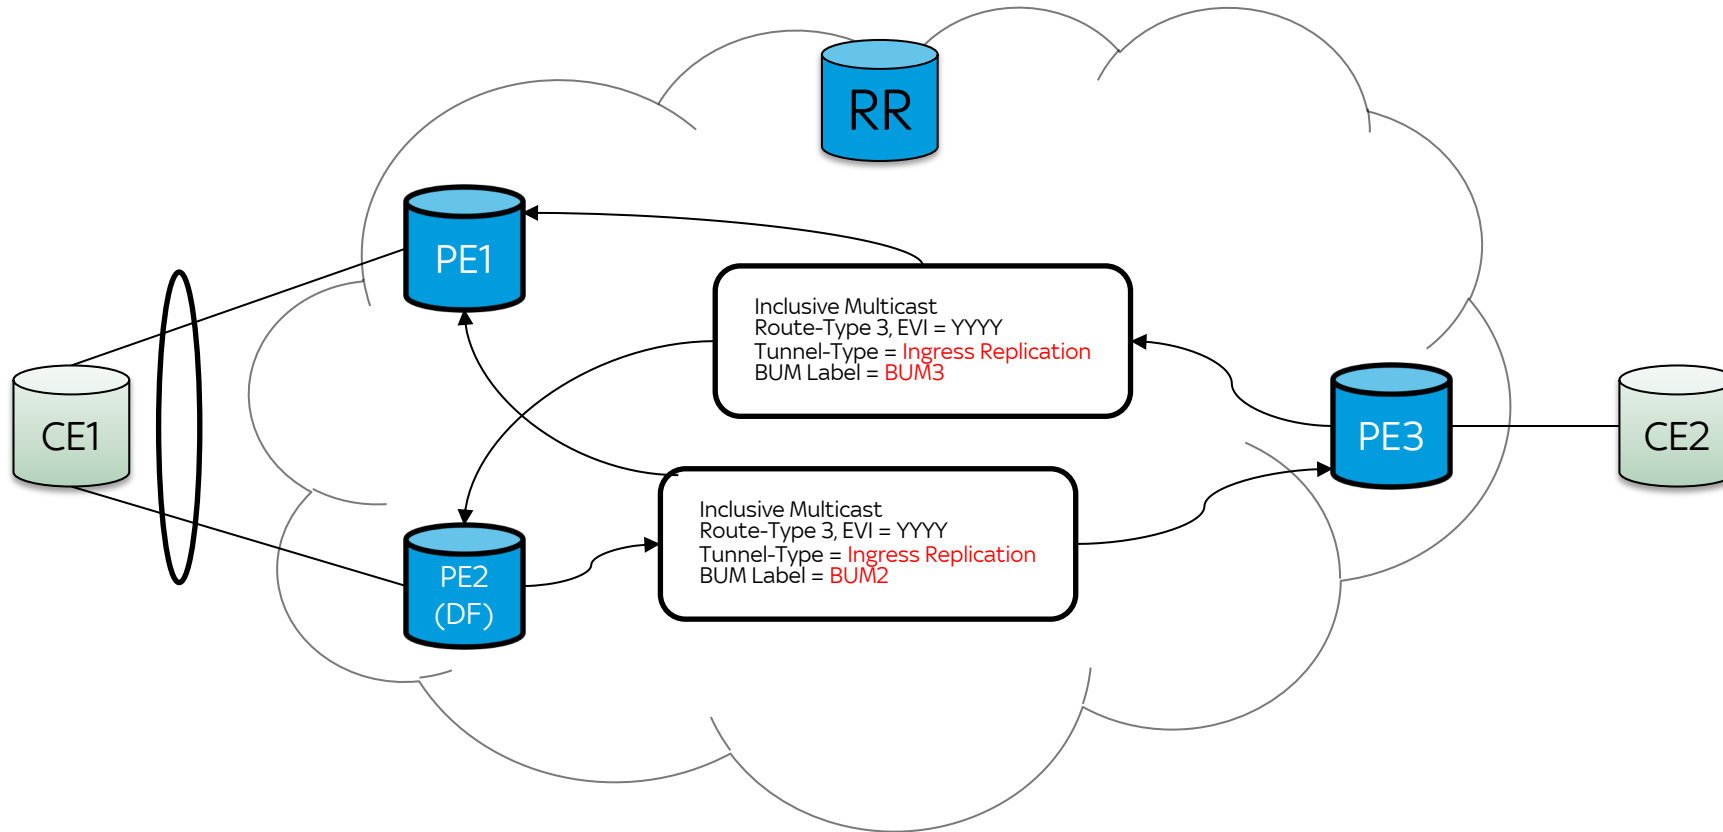 RR
PE1
Inclusive Multicast
Route-Type 3, EVI = YYYY
Tunnel-Type = Ingress Replication
BUM Label = BUM3
CE1
PE3
CE2
Inclusive Multicast
Route-Type 3, EVI = YYYY
Tunnel-Type = Ingress Replication
BUM Label = BUM2
PE2
(DF)